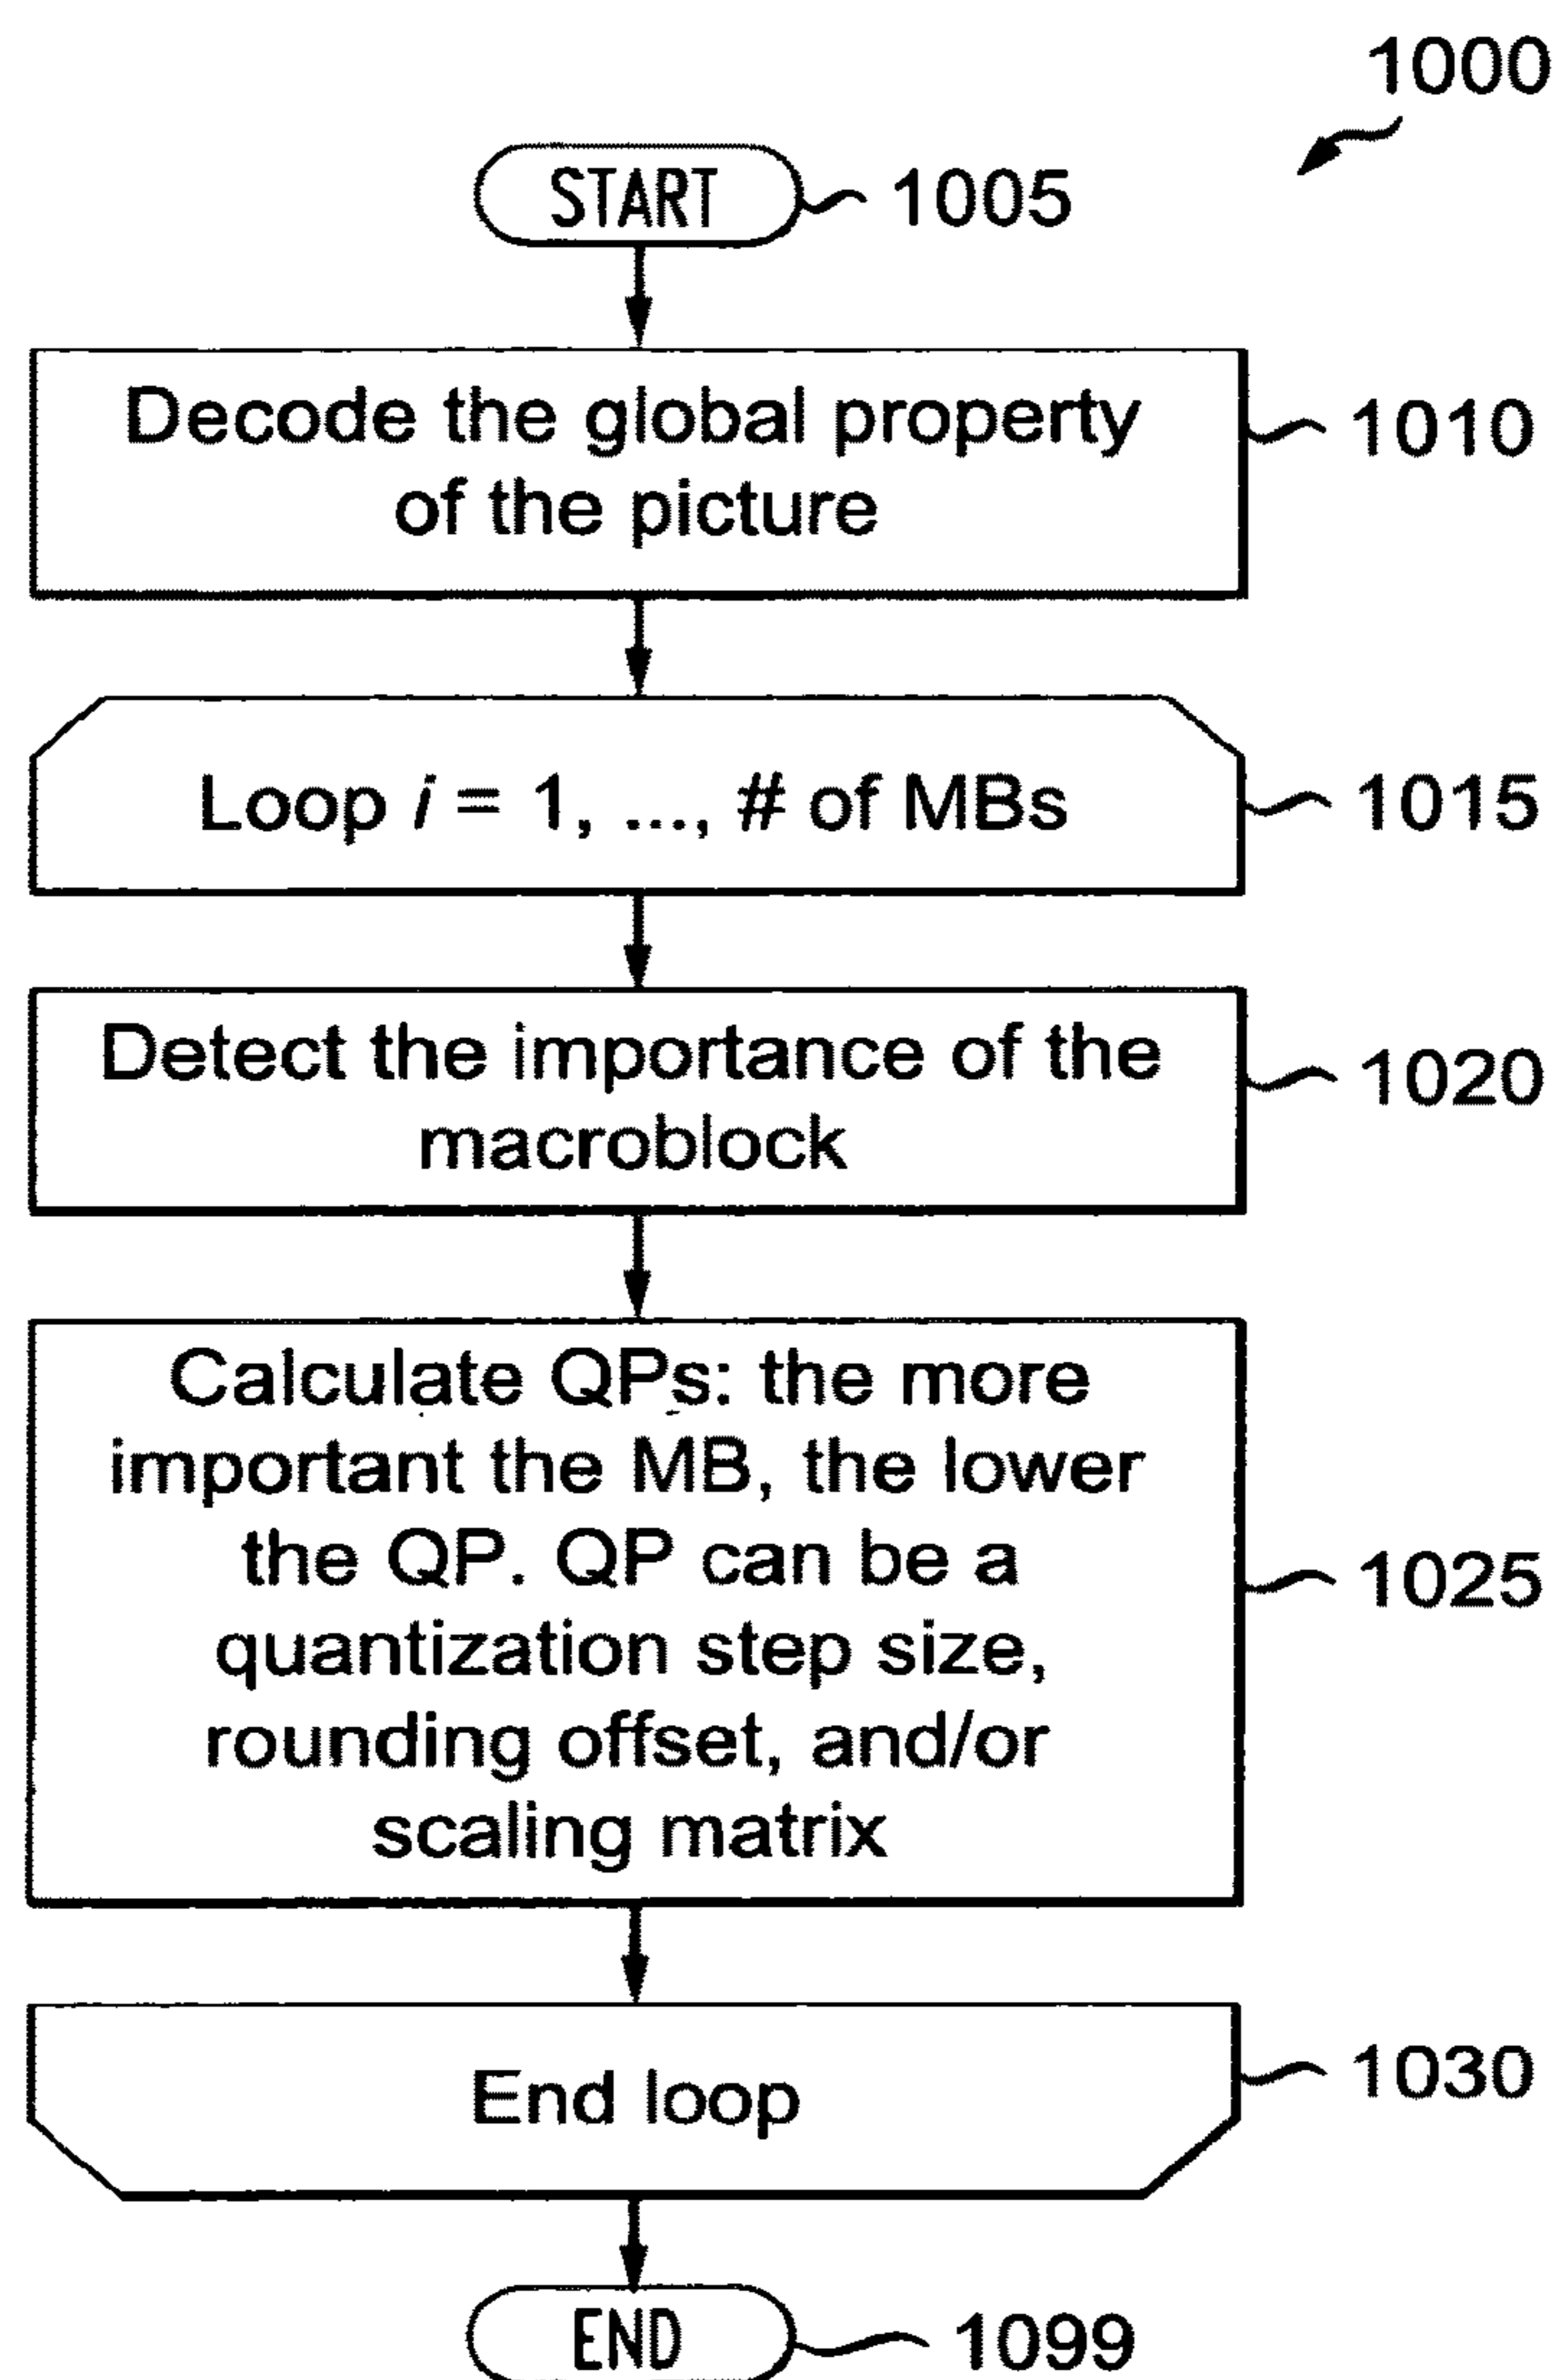 1000
START
1005
Decode the global property
of the picture
1010
Loop i = 1, ..., # of MBs
1015
Detect the importance of the
macroblock
1020
Calculate QPs: the more
important the MB, the lower
the QP. QP can be a
quantization step size,
rounding offset, and/or
scaling matrix
1025
End loop
1030
END
1099